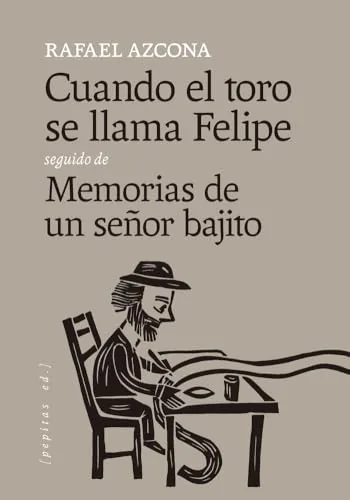 RAFAEL AZCONA
Cuando el toro
se llama Felipe
seguido de
Memorias de
un señor bajito
[pepitas ed.]